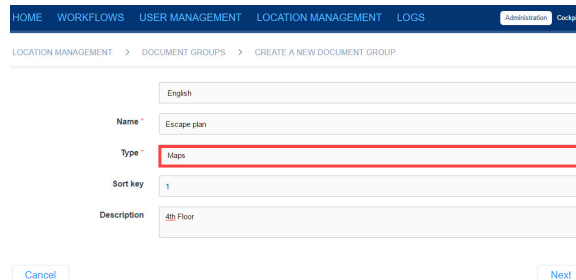 HOME WORKFLOWS USER MANAGEMENT LOCATION MANAGEMENT LOGS Administration
LOCATION MANAGEMENT > DOCUMENT GROUPS > CREATE A NEW DOCUMENT GROUP
English
Name * Escape plan
Type * Maps
Sort key 1
Description 4th Floor
Cancel Next